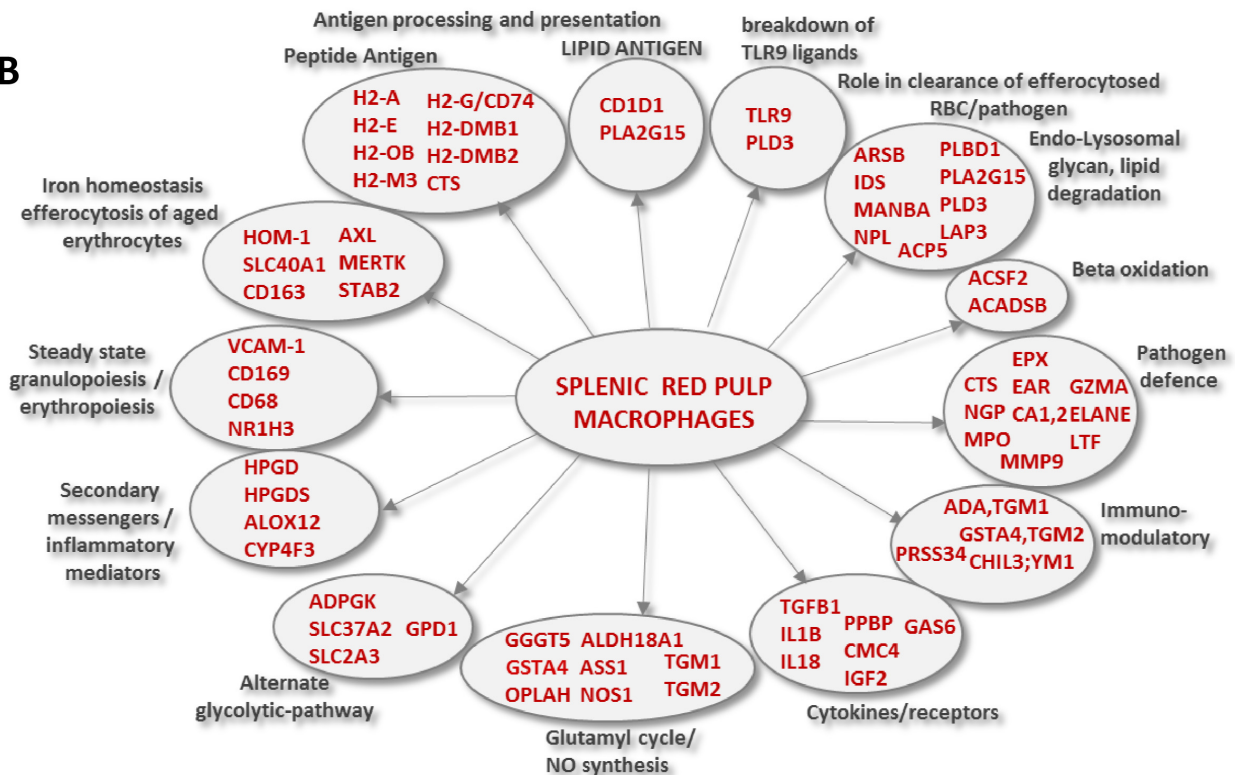 B
Antigen processing and presentation
Peptide Antigen
H2-A
H2-E
H2-OB
H2-M3
H2-G/CD74
H2-DMB1
H2-DMB2
CTS
LIPID ANTIGEN
CD1D1
PLA2G15
breakdown of
TLR9 ligands
TLR9
PLD3
Role in clearance of efferocytosed
RBC/pathogen
Endo-Lysosomal
glycan, lipid
degradation
ARSB
IDS
MANBA
NPL
PLBD1
PLA2G15
PLD3
LAP3
ACP5
Beta oxidation
ACSF2
ACADSB
Pathogen
defence
EPX
CTS
EAR
GZMA
NGP
CA1,2
ELANE
MPO
LTF
MMP9
Immuno-
modulatory
ADA,TGM1
GSTA4,TGM2
PRSS34
CHIL3;YM1
TGFB1
IL1B
IL18
PPBP
CMC4
IGF2
GAS6
Cytokines/receptors
GGGT5
GSTA4
OPLAH
ALDH18A1
ASS1
NOS1
TGM1
TGM2
Glutamyl cycle/
NO synthesis
ADPGK
SLC37A2
SLC2A3
GPD1
Alternate
glycolytic-pathway
Secondary
messengers /
inflammatory
mediators
HPGD
HPGDS
ALOX12
CYP4F3
Steady state
granulopoiesis /
erythropoiesis
VCAM-1
CD169
CD68
NR1H3
Iron homeostasis
efferocytosis of aged
erythrocytes
HOM-1
SLC40A1
CD163
AXL
MERTK
STAB2
SPLENIC RED PULP
MACROPHAGES